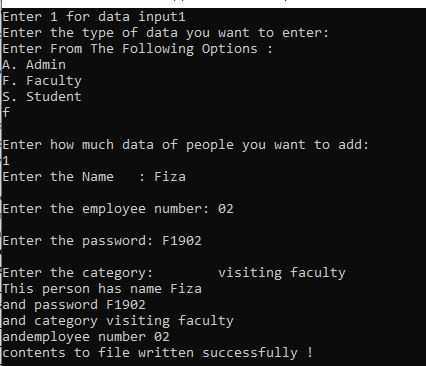 Enter 1 for data input1
Enter the type of data you want to enter:
Enter From The Following Options :
A. Admin
F. Faculty
S. Student
f
Enter how much data of people you want to add:
1
Enter the Name   : Fiza
Enter the employee number: 02
Enter the password: F1902
Enter the category:        visiting faculty
This person has name Fiza
and password F1902
and category visiting faculty
andemployee number 02
contents to file written successfully !